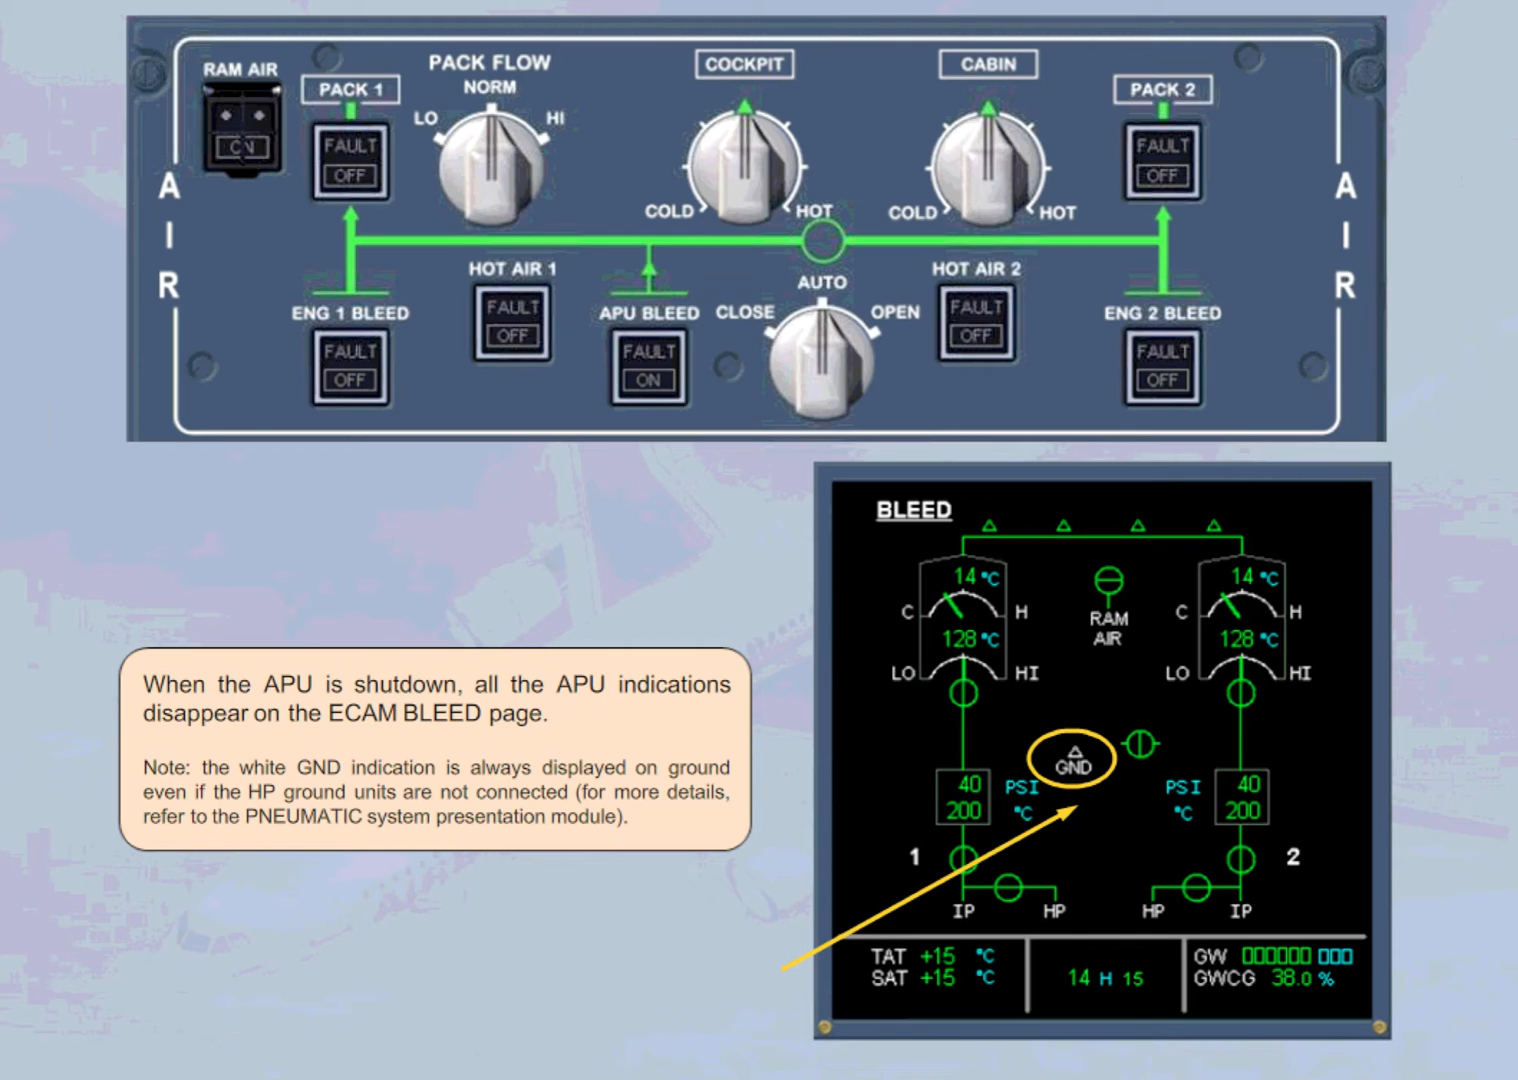 RAM AIR
ON
PACK 1
FAULT
OFF
PACK FLOW
NORM
LO
HI
COCKPIT
COLD
HOT
CABIN
COLD
HOT
PACK 2
FAULT
OFF
A
I
R
A
I
R
ENG 1 BLEED
FAULT
OFF
HOT AIR 1
FAULT
OFF
APU BLEED
FAULT
ON
AUTO
CLOSE
OPEN
HOT AIR 2
FAULT
OFF
ENG 2 BLEED
FAULT
OFF
When the APU is shutdown, all the APU indications
disappear on the ECAM BLEED page.
Note: the white GND indication is always displayed on ground
even if the HP ground units are not connected (for more details,
refer to the PNEUMATIC system presentation module).
BLEED
14 °C
14 °C
C
H
RAM
AIR
C
H
128 °C
128 °C
LO
HI
LO
HI
GND
40 PSI
PSI 40
200 °C
°C 200
1
2
IP
HP
HP
IP
TAT +15 °C
SAT +15 °C
14 H 15
GW
GWCG 38.0 %